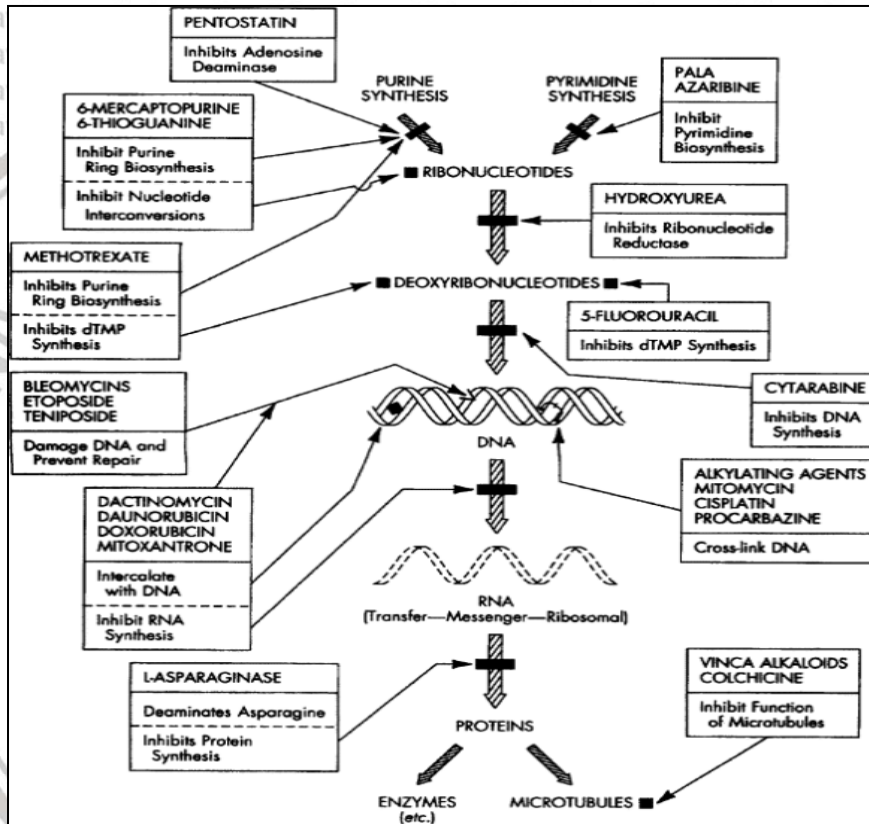 PENTOSTATIN
Inhibits Adenosine
Deaminase
PURINE
SYNTHESIS
PYRIMIDINE
SYNTHESIS
PALA
AZARIBINE
Inhibit
Pyrimidine
Biosynthesis
6-MERCAPTOPURINE
6-THIOGUANINE
Inhibit Purine
Ring Biosynthesis
Inhibit Nucleotide
Interconversions
RIBONUCLEOTIDES
HYDROXYUREA
Inhibits Ribonucleotide
Reductase
METHOTREXATE
Inhibits Purine
Ring Biosynthesis
Inhibits dTMP
Synthesis
DEOXYRIBONUCLEOTIDES
5-FLUOROURACIL
Inhibits dTMP Synthesis
BLEOMYCINS
ETOPOSIDE
TENIPOSIDE
Damage DNA and
Prevent Repair
CYTARABINE
Inhibits DNA
Synthesis
DNA
ALKYLATING AGENTS
MITOMYCIN
CISPLATIN
PROCARBAZINE
Cross-link DNA
DACTINOMYCIN
DAUNORUBICIN
DOXORUBICIN
MITOXANTRONE
Intercalate
with DNA
Inhibit RNA
Synthesis
RNA
(Transfer—Messenger—Ribosomal)
L-ASPARAGINASE
Deaminates Asparagine
Inhibits Protein
Synthesis
VINCA ALKALOIDS
COLCHICINE
Inhibit Function
of Microtubules
PROTEINS
ENZYMES
(etc.)
MICROTUBULES